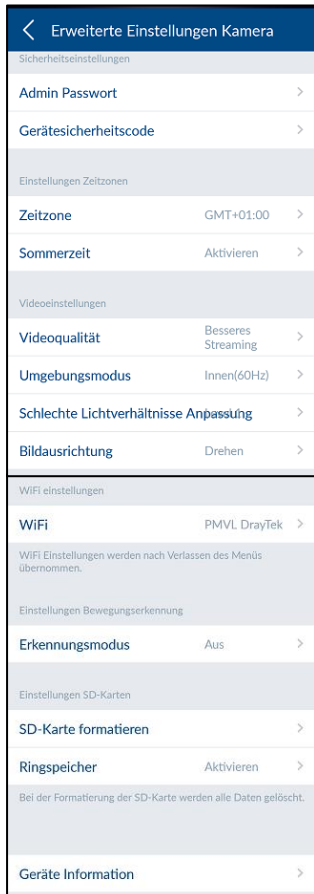 Erweiterte Einstellungen Kamera
Sicherheitseinstellungen
Admin Passwort
Gerätesicherheitscode
Einstellungen Zeitzonen
Zeitzone GMT+01:00
Sommerzeit Aktivieren
Videoeinstellungen
Videoqualität Besseres
Streaming
Umgebungsmodus Innen(60Hz)
Schlechte Lichtverhältnisse Anpassung
Bildausrichtung Drehen
WiFi einstellungen
WiFi PMVL DrayTek
WiFi Einstellungen werden nach Verlassen des Menüs
übernommen.
Einstellungen Bewegungserkennung
Erkennungsmodus Aus
Einstellungen SD-Karten
SD-Karte formatieren
Ringspeicher Aktivieren
Bei der Formatierung der SD-Karte werden alle Daten gelöscht.
Geräte Information